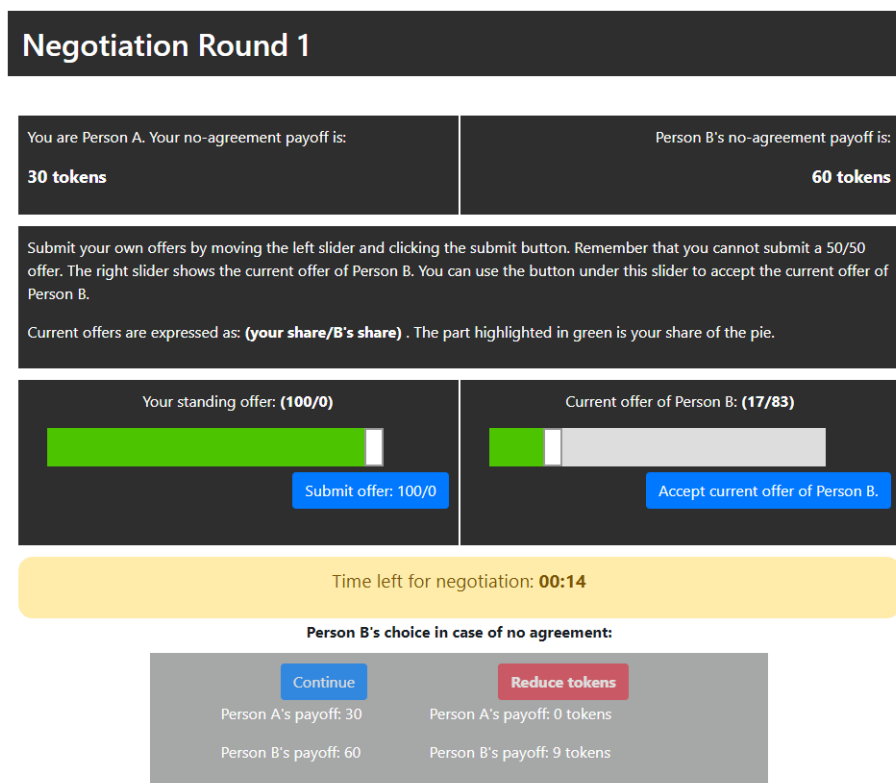 Negotiation Round 1
You are Person A. Your no-agreement payoff is:
30 tokens
Person B's no-agreement payoff is:
60 tokens
Submit your own offers by moving the left slider and clicking the submit button. Remember that you cannot submit a 50/50
offer. The right slider shows the current offer of Person B. You can use the button under this slider to accept the current offer of
Person B.
Current offers are expressed as: (your share/B's share) . The part highlighted in green is your share of the pie.
Your standing offer: (100/0)
Submit offer: 100/0
Current offer of Person B: (17/83)
Accept current offer of Person B.
Time left for negotiation: 00:14
Person B's choice in case of no agreement:
Continue
Person A's payoff: 30
Person B's payoff: 60
Reduce tokens
Person A's payoff: 0 tokens
Person B's payoff: 9 tokens